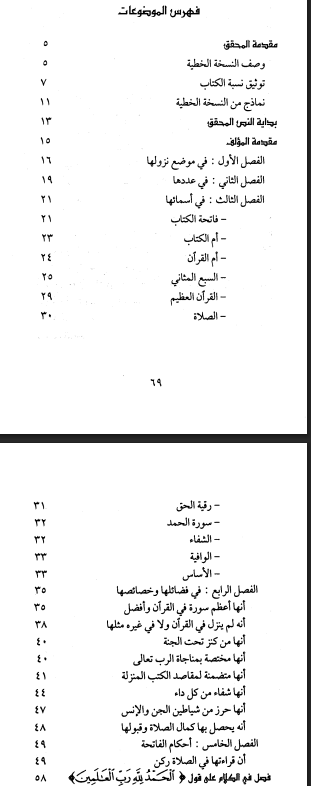 فهرس الموضوعات
مقدمة المحقق ٥
وصف النسخة الخطية ٥
توثيق نسبة الكتاب ٧
نماذج من النسخة الخطية ١١
بداية النص المحقق ١٣
مقدمة المؤلف ١٥
الفصل الأول : في موضع نزولها ١٦
الفصل الثاني : في عددها ١٩
الفصل الثالث : في أسمائها ٢١
- فاتحة الكتاب ٢١
- أم الكتاب ٢٣
- أم القرآن ٢٤
- السبع المثاني ٢٥
- القرآن العظيم ٢٩
- الصلاة ٣٠
٦٩
- رقية الحق ٣١
- سورة الحمد ٣٢
- الشفاء ٣٢
- الوافية ٣٣
- الأساس ٣٣
الفصل الرابع : في فضائلها وخصائصها ٣٥
أنها أعظم سورة في القرآن وأفضل ٣٥
أنه لم ينزل في القرآن ولا في غيره مثلها ٣٨
أنها من كنز تحت الجنة ٤٠
أنها مختصة بمناجاة الرب تعالى ٤٠
أنها متضمنة لمقاصد الكتب المنزلة ٤١
أنها شفاء من كل داء ٤٤
أنها حرز من شياطين الجن والإنس ٤٧
أنه يحصل بها كمال الصلاة وقبولها ٤٨
الفصل الخامس : أحكام الفاتحة ٤٩
أن قراءتها في الصلاة ركن ٤٩
فصل في الكلام على قول ﴿ ٱلْحَمْدُ لِلَّهِ رَبِّ ٱلْعَـٰلَمِينَ ﴾ ٥٨